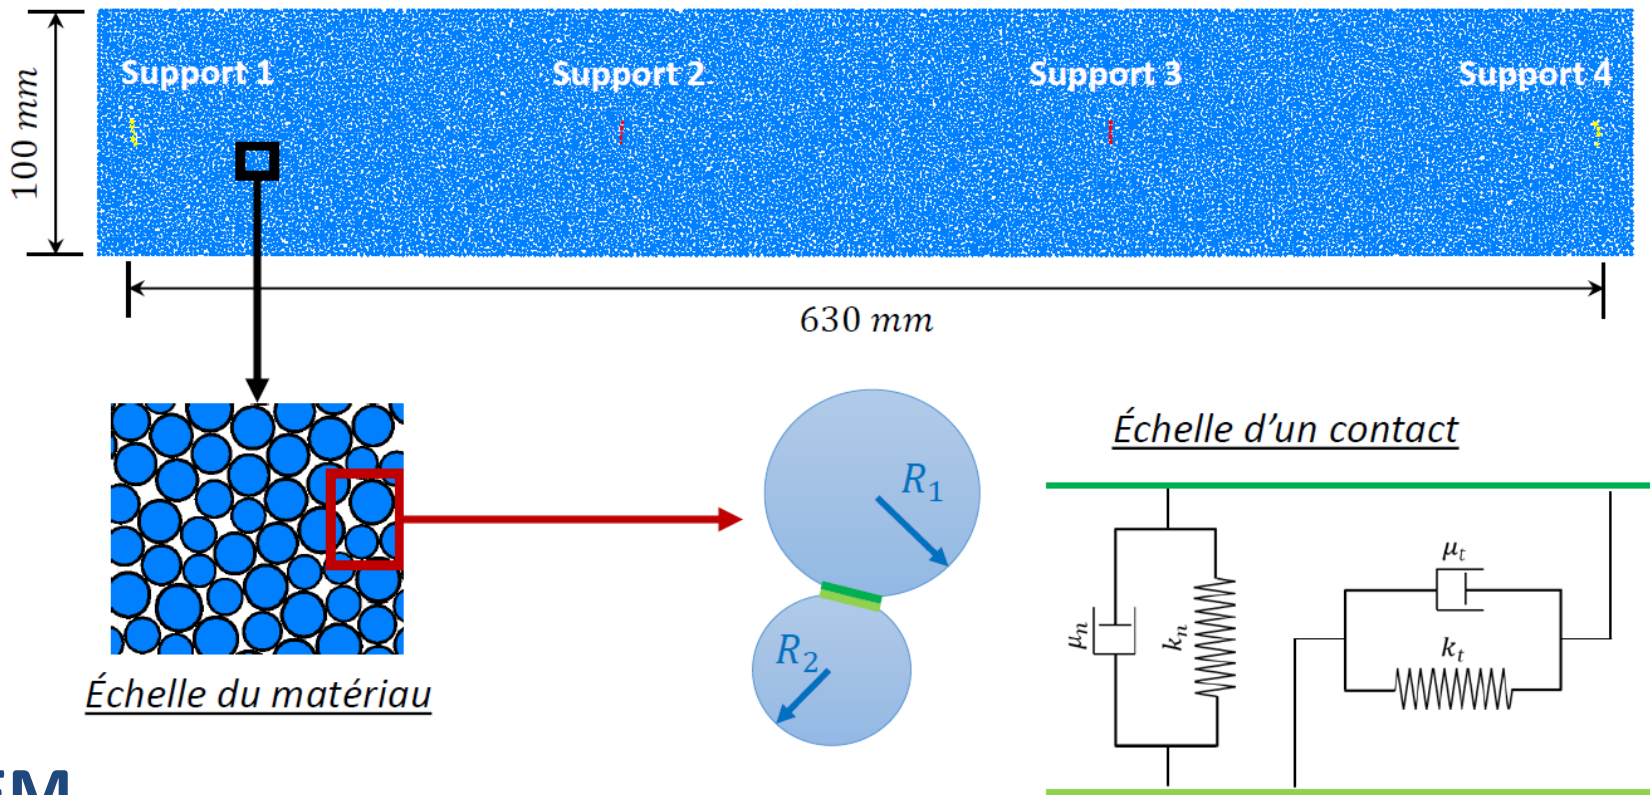 Support 1 Support 2 Support 3 Support 4
100 mm
630 mm
Échelle d'un contact
R1
R2
μn
kn
μt
kt
Échelle du matériau